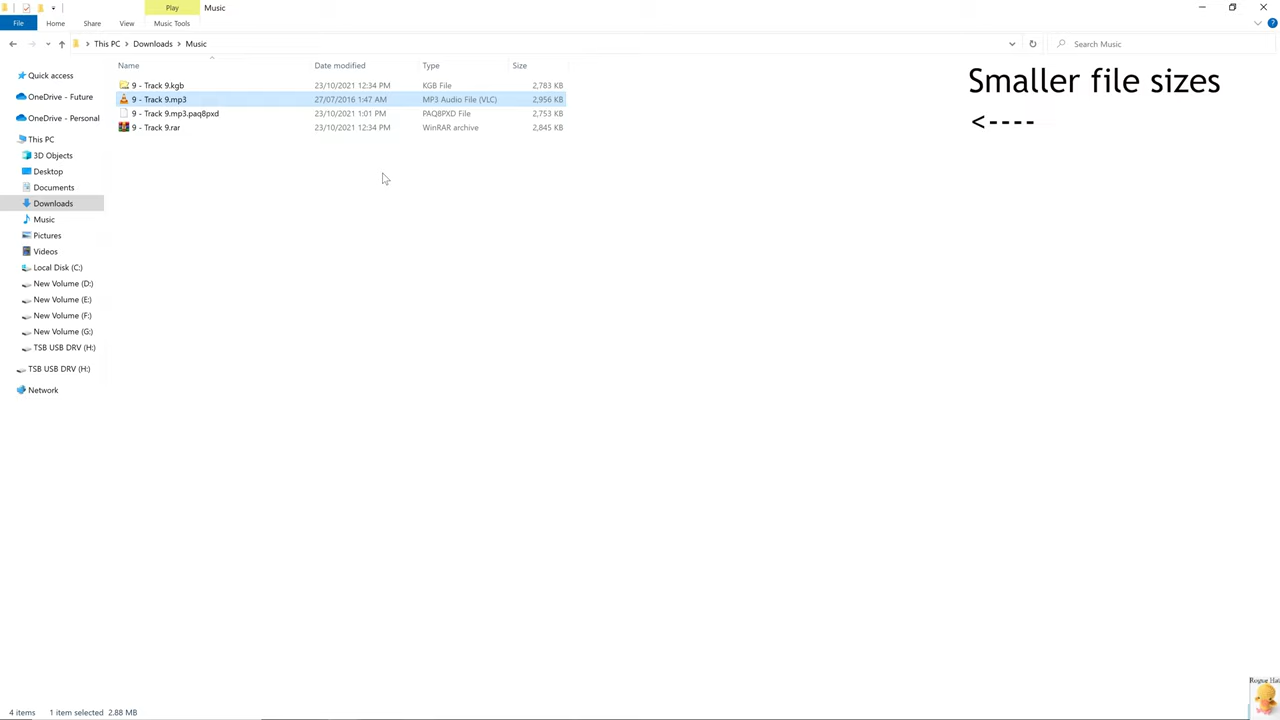 Play
Music
File
Home
Share
View
Music Tools
This PC
Downloads
Music
Search Music
Name
Date modified
Type
Size
9 - Track 9.kgb
23/10/2021 12:34 PM
KGB File
2,783 KB
9 - Track 9.mp3
27/07/2016 1:47 AM
MP3 Audio File (VLC)
2,956 KB
9 - Track 9.mp3.paq8pxd
23/10/2021 1:01 PM
PAQ8PXD File
2,753 KB
9 - Track 9.rar
23/10/2021 12:34 PM
WinRAR archive
2,845 KB
Smaller file sizes
<----
Quick access
OneDrive - Future
OneDrive - Personal
This PC
3D Objects
Desktop
Documents
Downloads
Music
Pictures
Videos
Local Disk (C:)
New Volume (D:)
New Volume (E:)
New Volume (F:)
New Volume (G:)
TSB USB DRV (H:)
TSB USB DRV (H:)
Network
4 items
1 item selected 2.88 MB